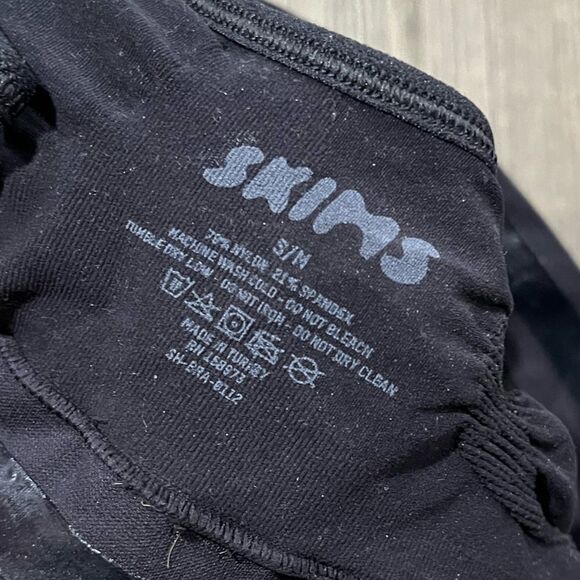 SKIMS
S/M
79% NYLON 21% SPANDEX
MACHINE WASH COLD - DO NOT BLEACH
TUMBLE DRY LOW - DO NOT IRON - DO NOT DRY CLEAN
MADE IN TURKEY
RN 158973
SH-BRA-0112